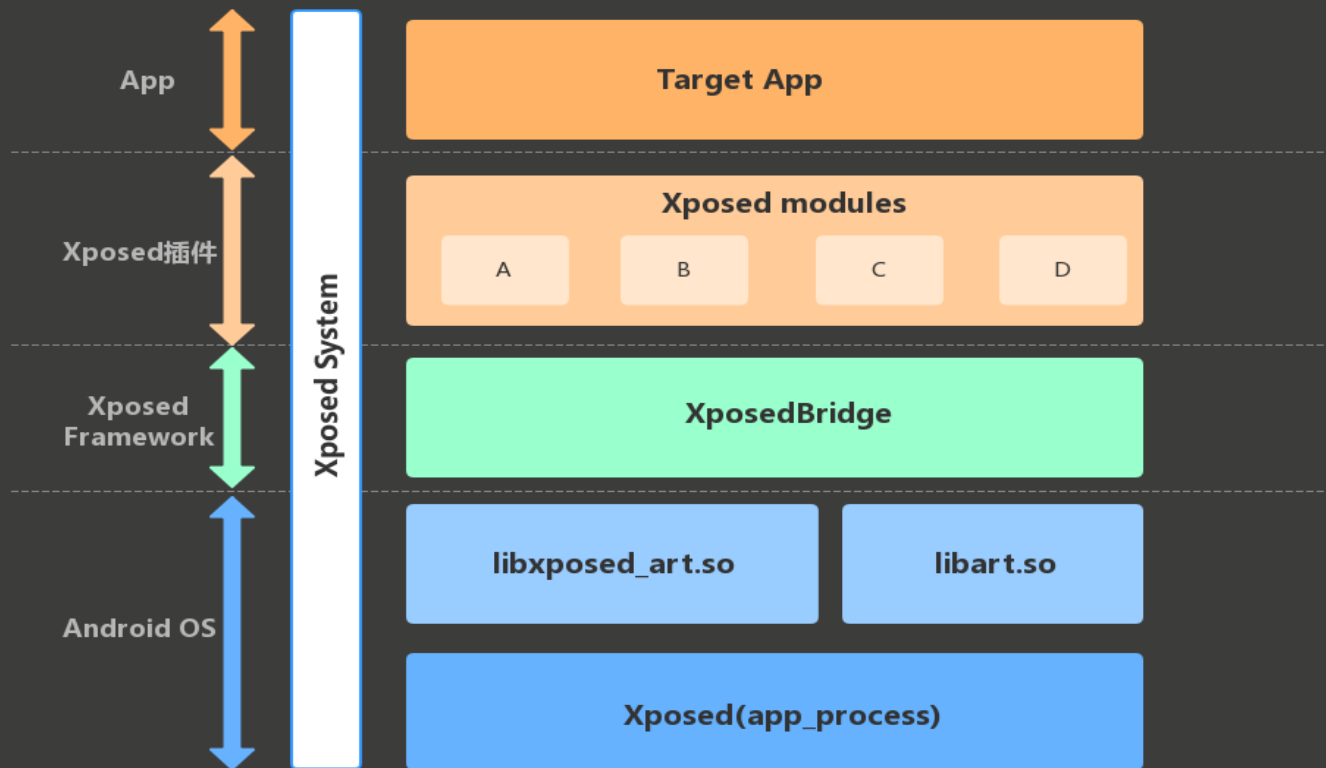 App
Target App
Xposed modules
Xposed插件
A
B
C
D
Xposed System
Xposed
Framework
XposedBridge
libxposed_art.so
libart.so
Android OS
Xposed(app_process)